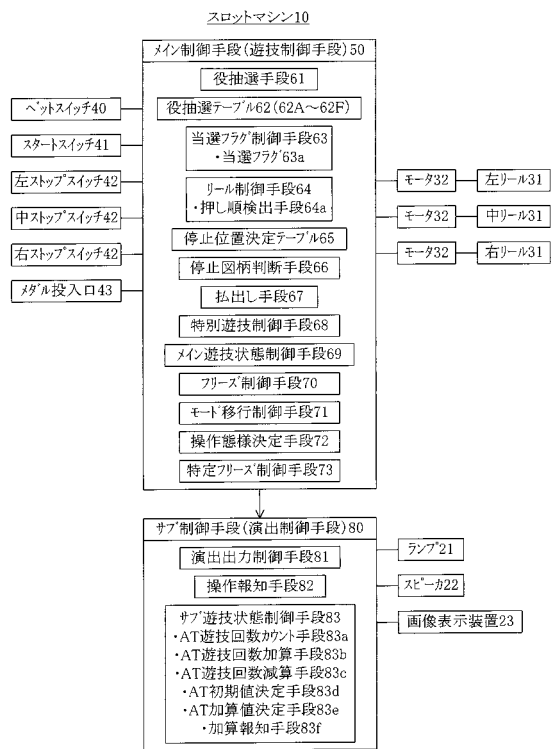 スロットマシン10
メイン制御手段(遊技制御手段)50
役抽選手段61
役抽選テーブル62(62A～62F)
当選フラグ制御手段63
・当選フラグ63a
リール制御手段64
・押し順検出手段64a
停止位置決定テーブル65
停止図柄判断手段66
払出し手段67
特別遊技制御手段68
メイン遊技状態制御手段69
フリーズ制御手段70
モード移行制御手段71
操作態様決定手段72
特定フリーズ制御手段73
ベットスイッチ40
スタートスイッチ41
左ストップスイッチ42
中ストップスイッチ42
右ストップスイッチ42
メダル投入口43
モータ32
左リール31
モータ32
中リール31
モータ32
右リール31
サブ制御手段(演出制御手段)80
演出出力制御手段81
操作報知手段82
サブ遊技状態制御手段83
・AT遊技回数カウント手段83a
・AT遊技回数加算手段83b
・AT遊技回数減算手段83c
・AT初期値決定手段83d
・AT加算値決定手段83e
・加算報知手段83f
ランプ21
スピーカ22
画像表示装置23